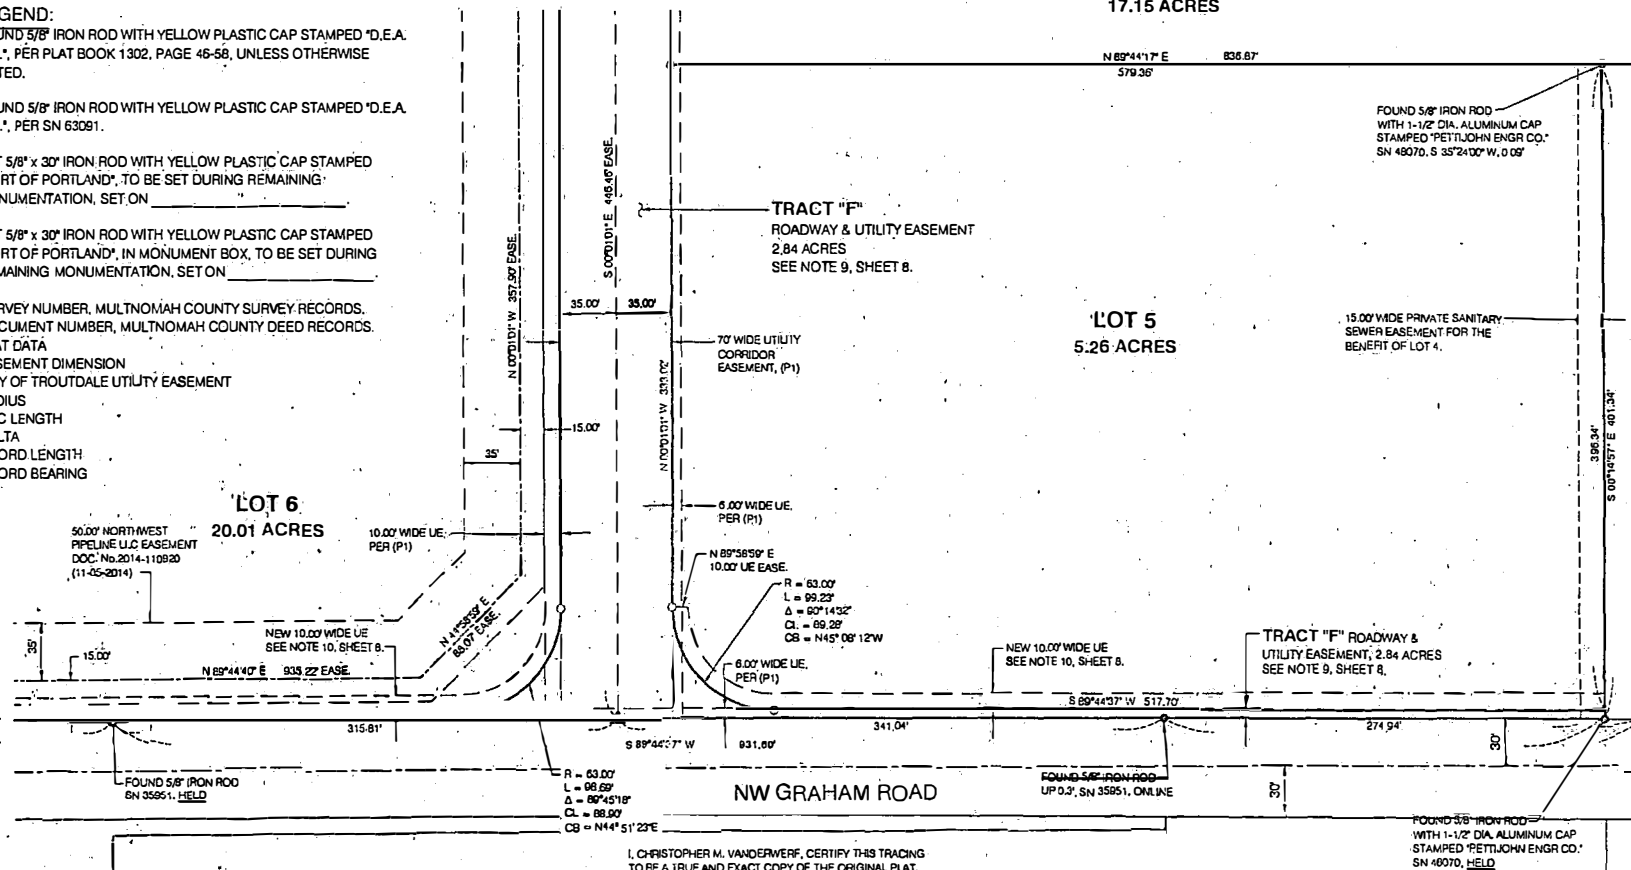 GEND:
UND 5/8" IRON ROD WITH YELLOW PLASTIC CAP STAMPED "D.E.A.
.", PER PLAT BOOK 1302, PAGE 46-58, UNLESS OTHERWISE
TED.
UND 5/8" IRON ROD WITH YELLOW PLASTIC CAP STAMPED "D.E.A.
.", PER SN 63091.
T 5/8" x 30" IRON ROD WITH YELLOW PLASTIC CAP STAMPED
RT OF PORTLAND", TO BE SET DURING REMAINING
NUMENTATION, SET ON
T 5/8" x 30" IRON ROD WITH YELLOW PLASTIC CAP STAMPED
RT OF PORTLAND", IN MONUMENT BOX, TO BE SET DURING
MAINING MONUMENTATION, SET ON
RVEY NUMBER, MULTNOMAH COUNTY SURVEY RECORDS.
CUMENT NUMBER, MULTNOMAH COUNTY DEED RECORDS.
AT DATA
SEMENT DIMENSION
Y OF TROUTDALE UTILITY EASEMENT
DIUS
C LENGTH
LTA
ORD LENGTH
ORD BEARING
17.15 ACRES
N 89°44'17" E 836.87'
579.36'
FOUND 5/8" IRON ROD
WITH 1-1/2" DIA. ALUMINUM CAP
STAMPED "PETTIJOHN ENGR CO."
SN 48070, S 35°24'00" W, 0.09'
TRACT "F"
ROADWAY & UTILITY EASEMENT
2.84 ACRES
SEE NOTE 9, SHEET 8.
S 00°01'01" E 446.46' EASE.
N 00°01'01" W 357.90' EASE.
35.00' 35.00'
70' WIDE UTILITY
CORRIDOR
EASEMENT, (P1)
N 00°01'01" W 333.02'
LOT 5
5.26 ACRES
15.00' WIDE PRIVATE SANITARY
SEWER EASEMENT FOR THE
BENEFIT OF LOT 4.
396.34'
S 00°14'57" E 401.34'
15.00'
35'
LOT 6
20.01 ACRES
50.00' NORTHWEST
PIPELINE LLC EASEMENT
DOC. No.2014-110820
(11-05-2014)
10.00' WIDE UE,
PER (P1)
6.00' WIDE UE,
PER (P1)
N 89°58'59" E
10.00' UE EASE.
R = 63.00'
L = 99.23'
Δ = 90°14'32"
CL = 89.28'
CB = N45°08'12"W
N 44°58'59" E
88.07' EASE.
NEW 10.00' WIDE UE
SEE NOTE 10, SHEET 8.
35'
15.00'
N 89°44'40" E 935.22' EASE.
6.00' WIDE UE,
PER (P1)
NEW 10.00' WIDE UE
SEE NOTE 10, SHEET 8.
TRACT "F" ROADWAY &
UTILITY EASEMENT, 2.84 ACRES
SEE NOTE 9, SHEET 8.
S 89°44'37" W 517.70'
315.81'
341.04'
274.94'
S 89°44'37" W 931.80'
30'
FOUND 5/8" IRON ROD
SN 35951, HELD
R = 63.00'
L = 98.69'
Δ = 89°45'18"
CL = 88.90'
CB = N44°51'23"E
NW GRAHAM ROAD
FOUND 5/8" IRON ROD
UP 0.3', SN 35951, ONLINE
30'
FOUND 5/8" IRON ROD
WITH 1-1/2" DIA. ALUMINUM CAP
STAMPED "PETTIJOHN ENGR CO."
SN 48070, HELD
I, CHRISTOPHER M. VANDERWERF, CERTIFY THIS TRACING
TO BE A TRUE AND EXACT COPY OF THE ORIGINAL PLAT.